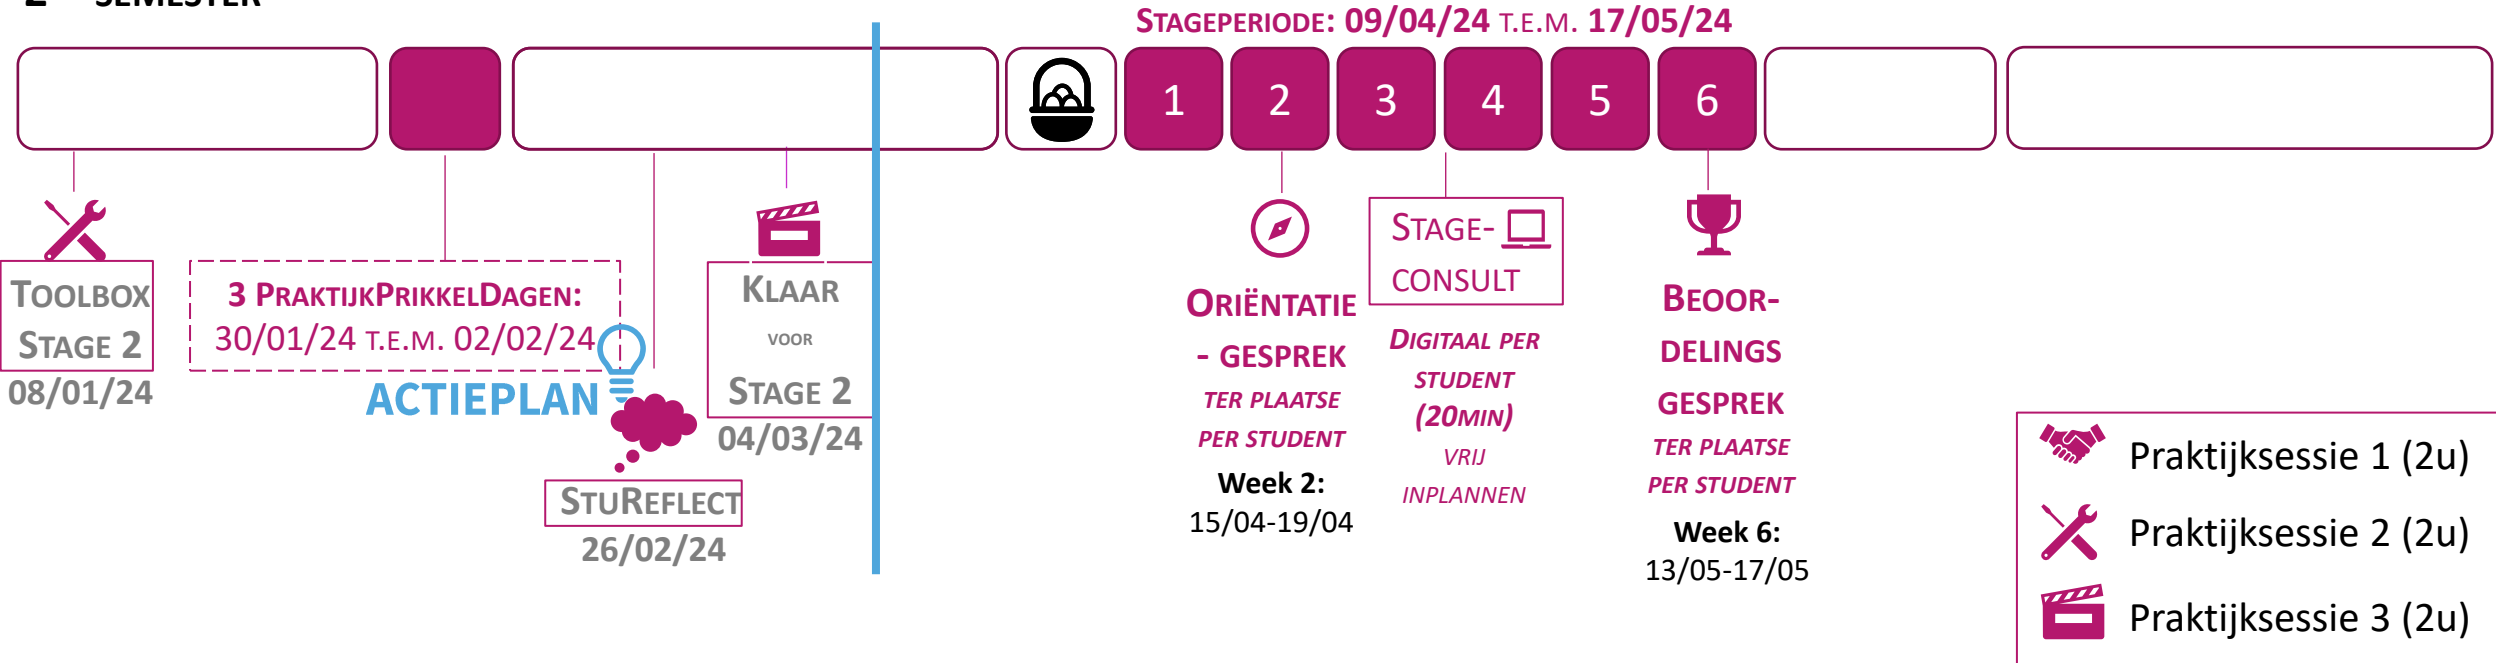 2 SEMESTER
STAGEPERIODE: 09/04/24 T.E.M. 17/05/24
1 2 3 4 5 6
TOOLBOX
STAGE 2
08/01/24
3 PRAKTIJKPRIKKELDAGEN:
30/01/24 T.E.M. 02/02/24
ACTIEPLAN
STUREFLECT
26/02/24
KLAAR
VOOR
STAGE 2
04/03/24
ORIËNTATIE
- GESPREK
TER PLAATSE
PER STUDENT
Week 2:
15/04-19/04
STAGE-
CONSULT
DIGITAAL PER
STUDENT
(20MIN)
VRIJ
INPLANNEN
BEOOR-
DELINGS
GESPREK
TER PLAATSE
PER STUDENT
Week 6:
13/05-17/05
Praktijksessie 1 (2u)
Praktijksessie 2 (2u)
Praktijksessie 3 (2u)